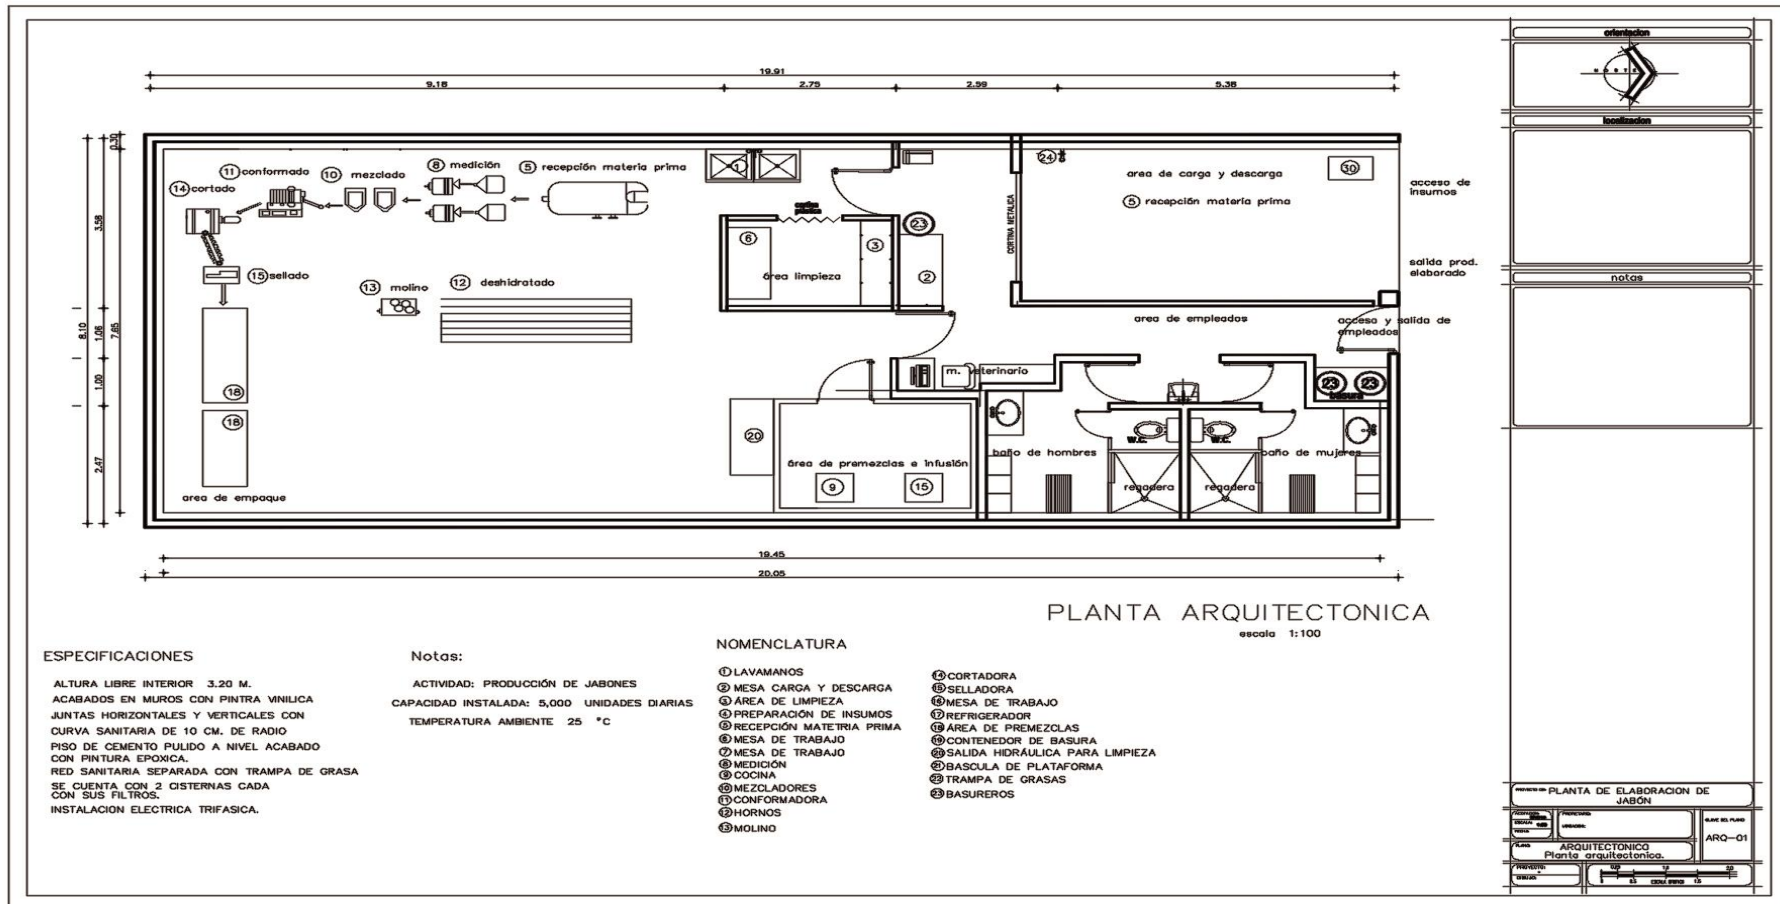 19.91
9.18
2.75
2.59
5.38
0.30
3.58
8.10
1.06
7.65
1.00
2.47
14 cortado
11 conformado
10 mezclado
8 medición
5 recepción materia prima
1
24
30
area de carga y descarga
5 recepción materia prima
CORTINA METALICA
acceso de
insumos
salida prod.
elaborado
6
3
23
2
área limpieza
15 sellado
13 molino
12 deshidratado
area de empleados
acceso y salida de
empleados
m. veterinario
23
23
basura
18
18
area de empaque
20
área de premezclas e infusión
9
15
baño de hombres
W.C.
W.C.
baño de mujeres
regadera
regadera
19.45
20.05
PLANTA ARQUITECTONICA
escala 1:100
ESPECIFICACIONES
ALTURA LIBRE INTERIOR 3.20 M.
ACABADOS EN MUROS CON PINTRA VINILICA
JUNTAS HORIZONTALES Y VERTICALES CON
CURVA SANITARIA DE 10 CM. DE RADIO
PISO DE CEMENTO PULIDO A NIVEL ACABADO
CON PINTURA EPOXICA.
RED SANITARIA SEPARADA CON TRAMPA DE GRASA
SE CUENTA CON 2 CISTERNAS CADA
CON SUS FILTROS.
INSTALACION ELECTRICA TRIFASICA.
Notas:
ACTIVIDAD: PRODUCCIÓN DE JABONES
CAPACIDAD INSTALADA: 5,000 UNIDADES DIARIAS
TEMPERATURA AMBIENTE 25 °C
NOMENCLATURA
1 LAVAMANOS
2 MESA CARGA Y DESCARGA
3 ÁREA DE LIMPIEZA
4 PREPARACIÓN DE INSUMOS
5 RECEPCIÓN MATETRIA PRIMA
6 MESA DE TRABAJO
7 MESA DE TRABAJO
8 MEDICIÓN
9 COCINA
10 MEZCLADORES
11 CONFORMADORA
12 HORNOS
13 MOLINO
14 CORTADORA
15 SELLADORA
16 MESA DE TRABAJO
17 REFRIGERADOR
18 ÁREA DE PREMEZCLAS
19 CONTENEDOR DE BASURA
20 SALIDA HIDRÁULICA PARA LIMPIEZA
21 BASCULA DE PLATAFORMA
22 TRAMPA DE GRASAS
23 BASUREROS
orientacion
NORTE
localizacion
notas
PLANTA DE ELABORACION DE
JABÓN
CLAVE DEL PLANO
ARQ-01
ARQUITECTONICO
Planta arquitectonica.